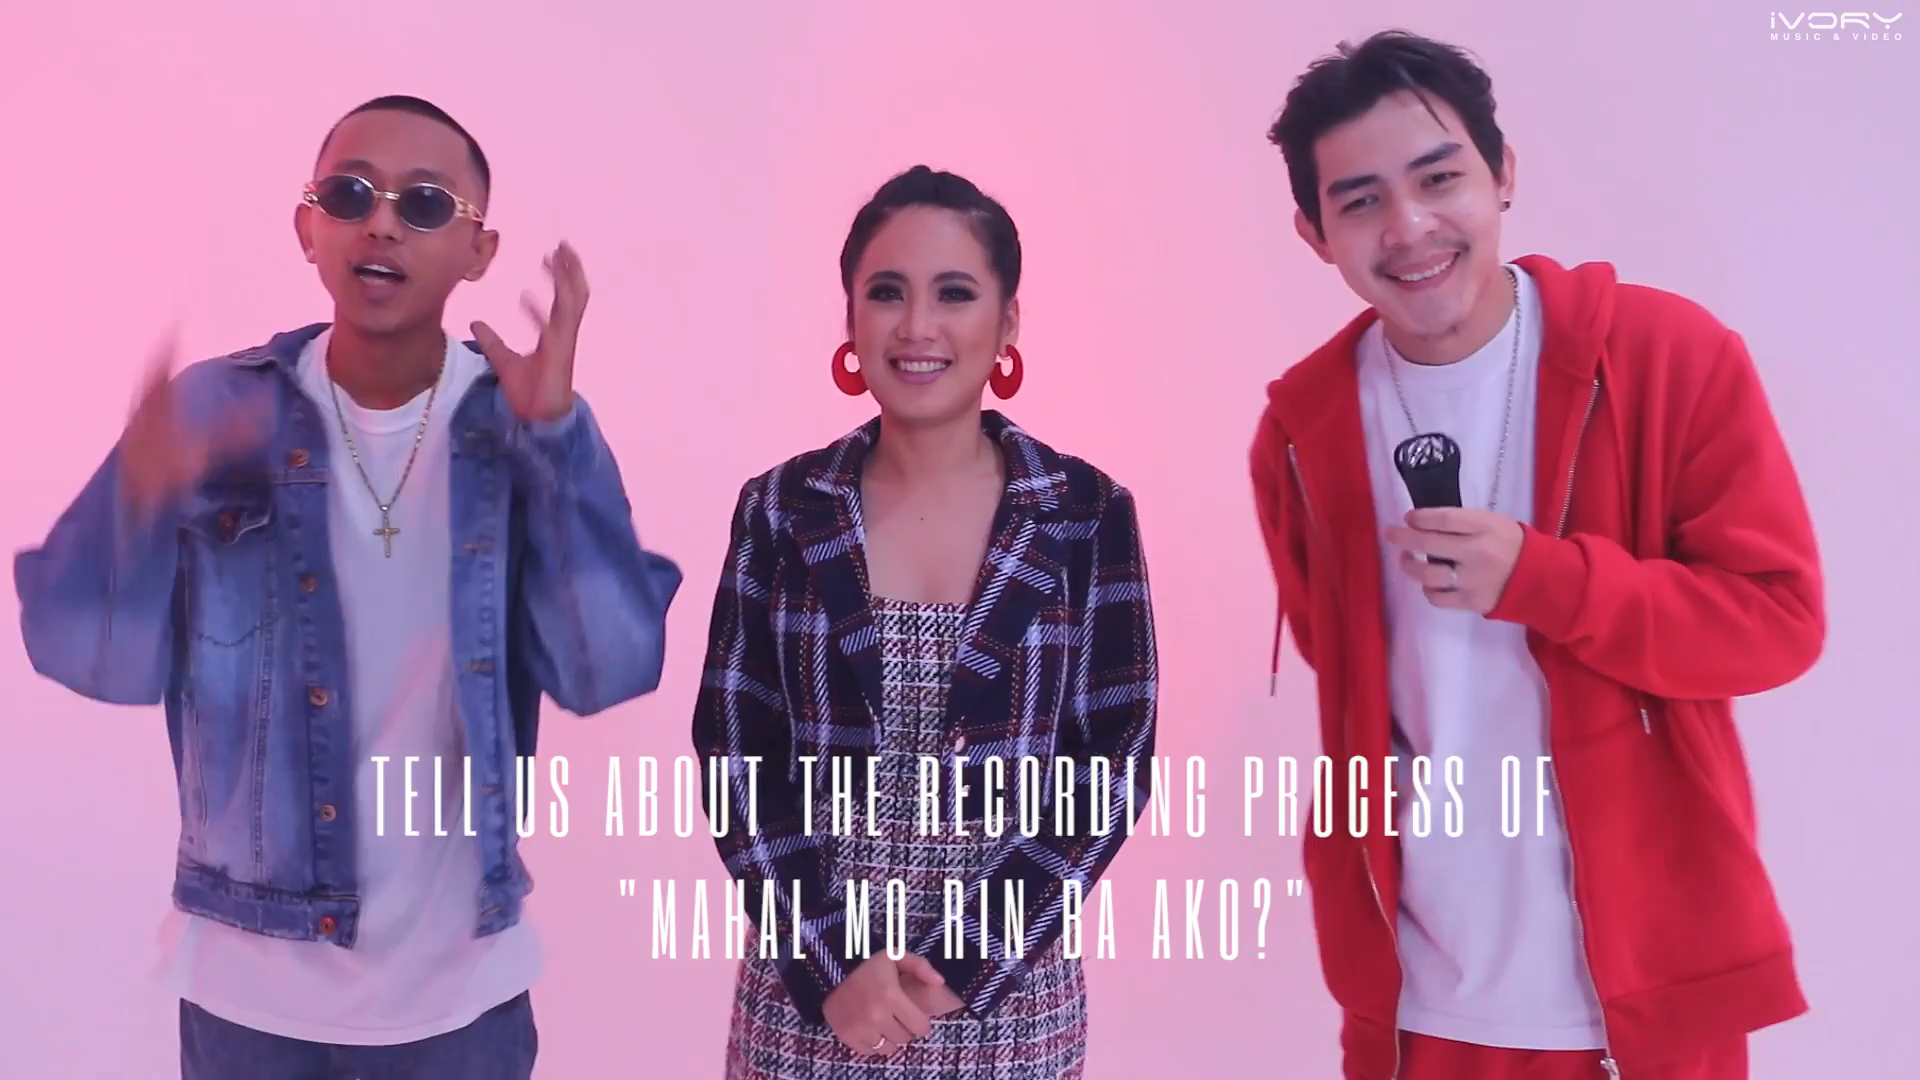 iVORY
MUSIC & VIDEO
TELL US ABOUT THE RECORDING PROCESS OF
"MAHAL MO RIN BA AKO?"